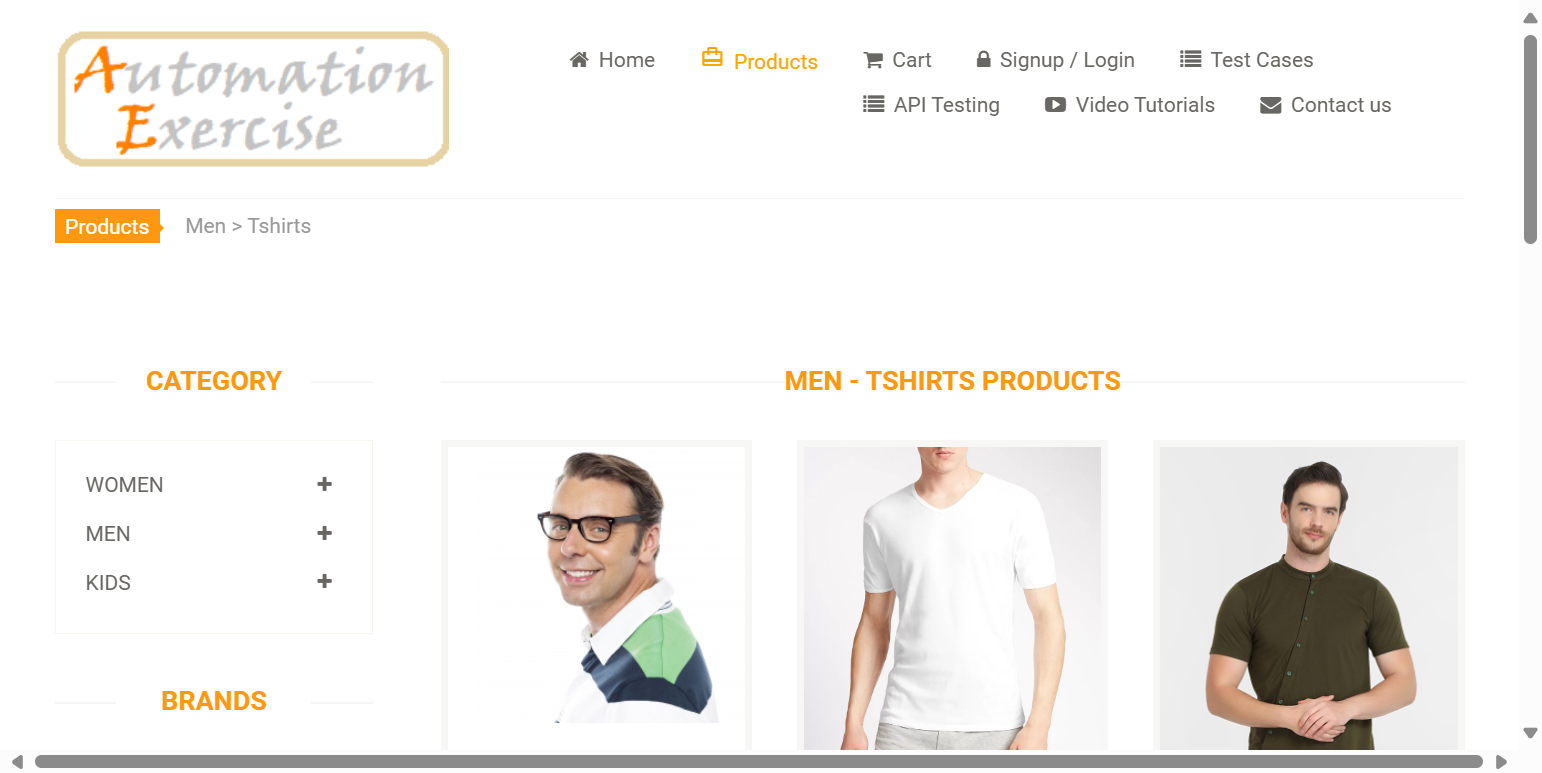 Automation
Exercise
Home
Products
Cart
Signup / Login
Test Cases
API Testing
Video Tutorials
Contact us
Products
Men > Tshirts
CATEGORY
MEN - TSHIRTS PRODUCTS
WOMEN
MEN
KIDS
BRANDS